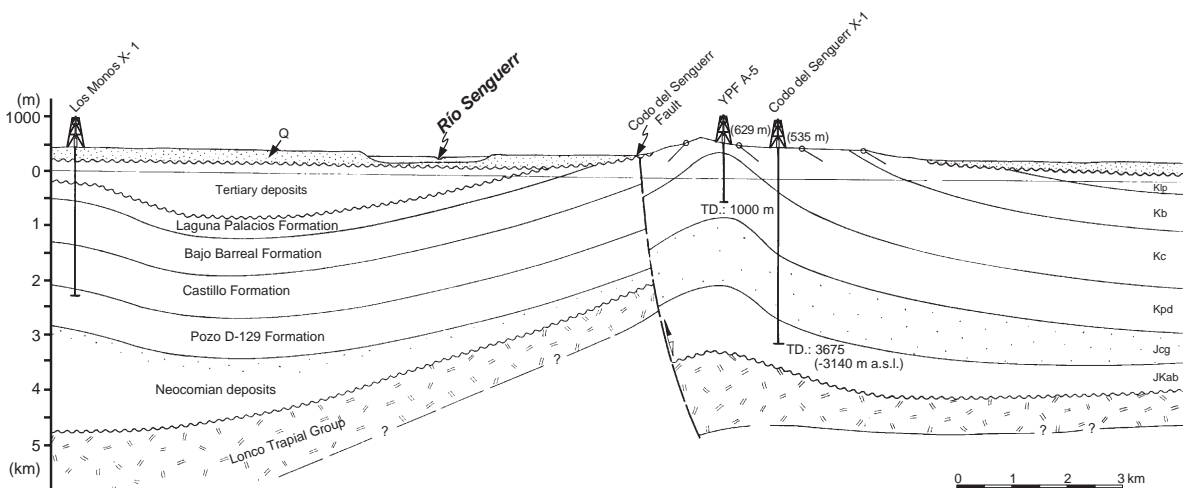 (m)
1000
0
1
2
3
4
5
(km)
Los Monos X- 1
Q
Río Senguerr
Codo del Senguerr
Fault
YPF A-5
(629 m)
Codo del Senguerr X-1
(535 m)
Tertiary deposits
Laguna Palacios Formation
Bajo Barreal Formation
Castillo Formation
Pozo D-129 Formation
Neocomian deposits
Lonco Trapial Group
?
?
TD.: 1000 m
TD.: 3675
(-3140 m a.s.l.)
Klp
Kb
Kc
Kpd
Jcg
JKab
?
?
?
0 1 2 3 km